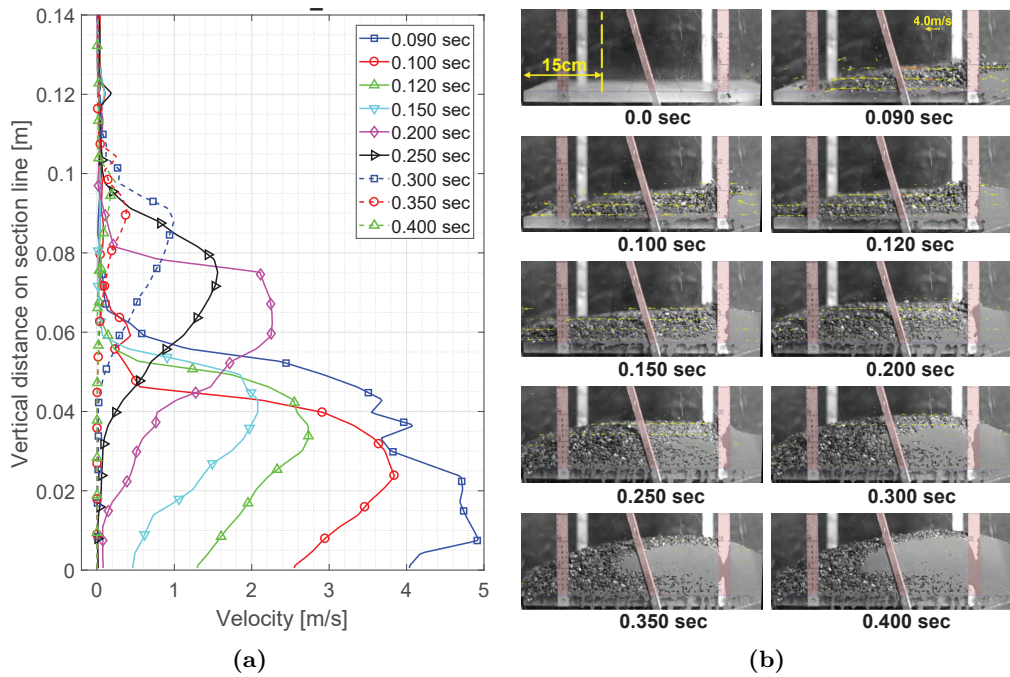 0.14
0.12
0.1
0.08
0.06
0.04
0.02
0
Vertical distance on section line [m]
0 1 2 3 4 5
Velocity [m/s]
0.090 sec
0.100 sec
0.120 sec
0.150 sec
0.200 sec
0.250 sec
0.300 sec
0.350 sec
0.400 sec
(a)
15cm
4.0m/s
0.0 sec 0.090 sec
0.100 sec 0.120 sec
0.150 sec 0.200 sec
0.250 sec 0.300 sec
0.350 sec 0.400 sec
(b)